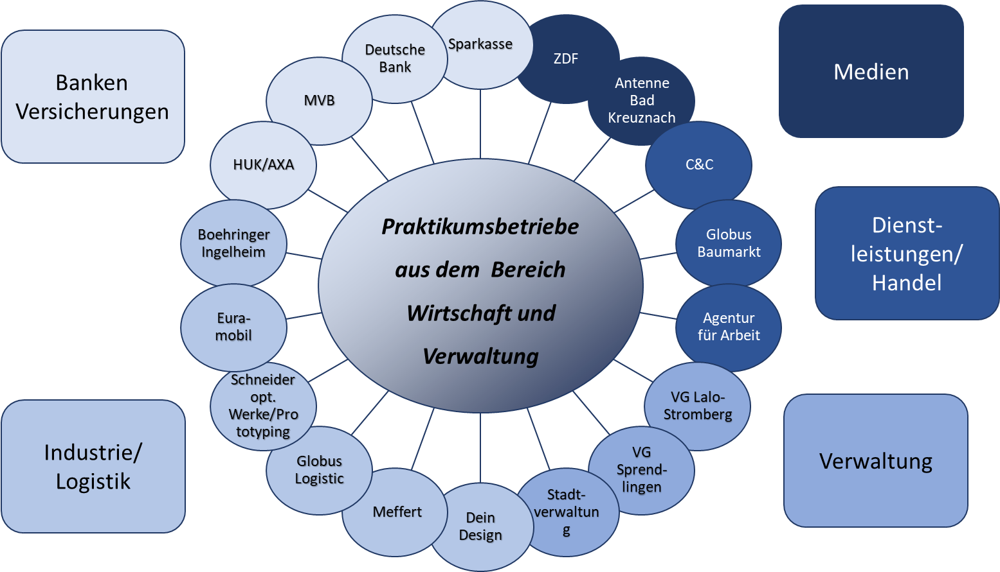 Banken
Versicherungen
Sparkasse
Deutsche
Bank
MVB
HUK/AXA
Boehringer
Ingelheim
Eura-
mobil
Schneider
opt.
Werke/Pro
totyping
Globus
Logistic
Meffert
Dein
Design
Industrie/
Logistik
Praktikumsbetriebe
aus dem  Bereich
Wirtschaft und
Verwaltung
ZDF
Antenne
Bad
Kreuznach
C&C
Globus
Baumarkt
Agentur
für Arbeit
VG Lalo-
Stromberg
VG
Sprend-
lingen
Stadt-
verwaltun
g
Medien
Dienst-
leistungen/
Handel
Verwaltung